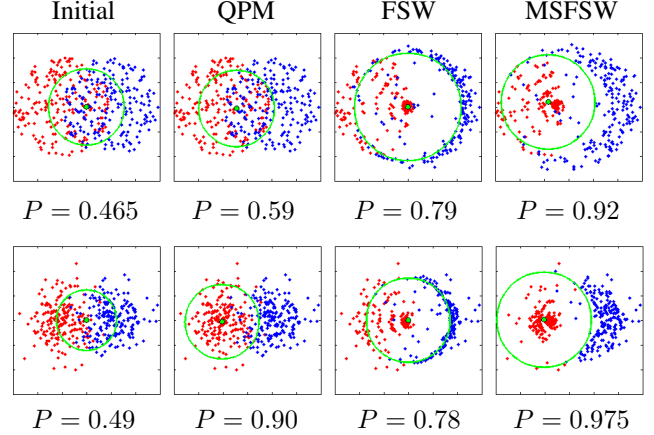 Initial QPM FSW MSFSW
P = 0.465 P = 0.59 P = 0.79 P = 0.92
P = 0.49 P = 0.90 P = 0.78 P = 0.975